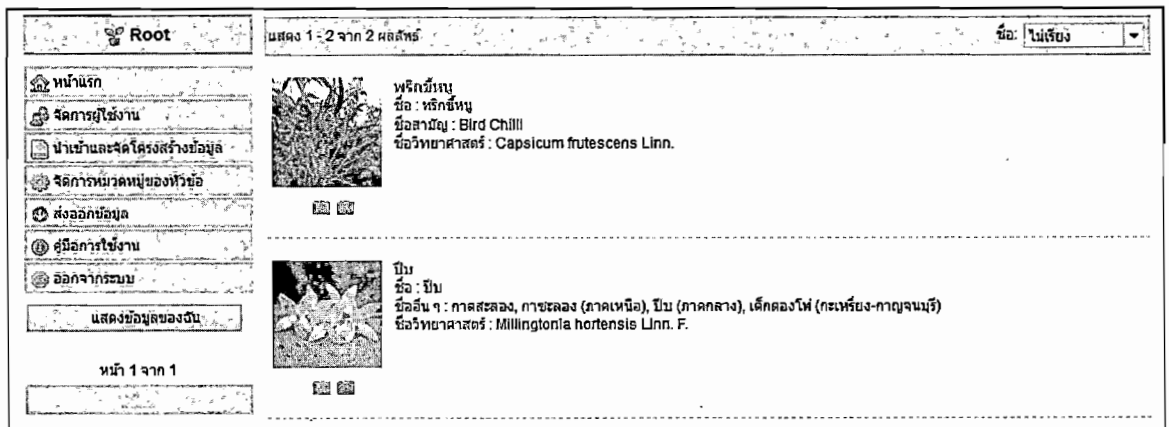 Root
หน้าแรก
จัดการผู้ใช้งาน
นำเข้าและจัดโครงสร้างข้อมูล
จัดการหมวดหมู่ของหัวข้อ
ส่งออกข้อมูล
คู่มือการใช้งาน
ออกจากระบบ
แสดงข้อมูลของฉัน
หน้า 1 จาก 1
แสดง 1 - 2 จาก 2 ผลลัพธ์
ชื่อ: ไม่เรียง
พริกขี้หนู
ชื่อ : พริกขี้หนู
ชื่อสามัญ : Bird Chilli
ชื่อวิทยาศาสตร์ : Capsicum frutescens Linn.
ปีบ
ชื่อ : ปีบ
ชื่ออื่น ๆ : กาดสะลอง, กาซะลอง (ภาคเหนือ), ปีบ (ภาคกลาง), เต็กตองโพ่ (กะเหรี่ยง-กาญจนบุรี)
ชื่อวิทยาศาสตร์ : Millingtonia hortensis Linn. F.